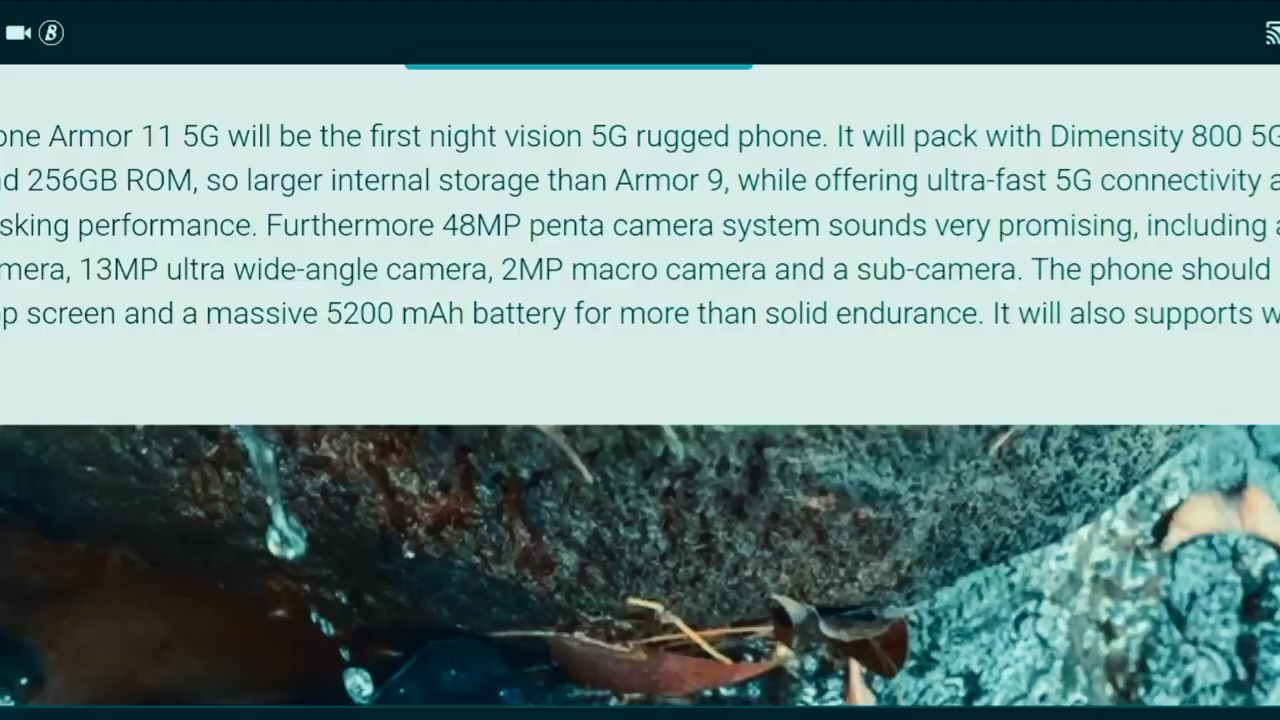 one Armor 11 5G will be the first night vision 5G rugged phone. It will pack with Dimensity 800 5G
nd 256GB ROM, so larger internal storage than Armor 9, while offering ultra-fast 5G connectivity a
sking performance. Furthermore 48MP penta camera system sounds very promising, including a
mera, 13MP ultra wide-angle camera, 2MP macro camera and a sub-camera. The phone should
p screen and a massive 5200 mAh battery for more than solid endurance. It will also supports w